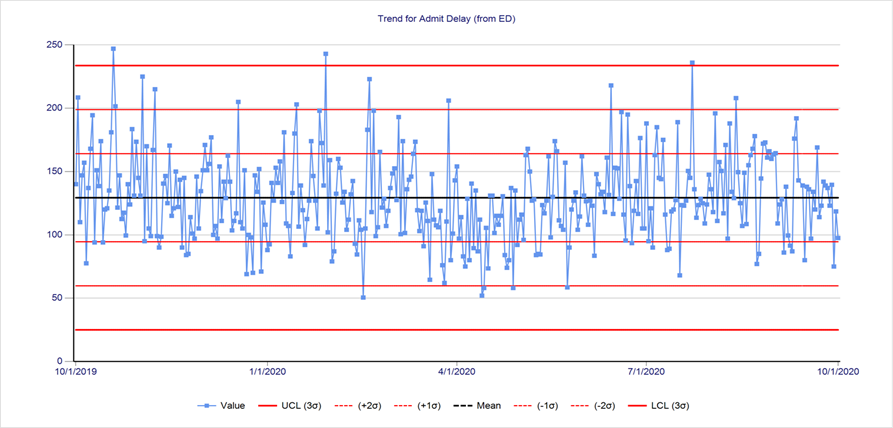 Trend for Admit Delay (from ED)
250
200
150
100
50
0
10/1/2019 1/1/2020 4/1/2020 7/1/2020 10/1/2020
Value UCL (3σ) (+2σ) (+1σ) Mean (-1σ) (-2σ) LCL (3σ)